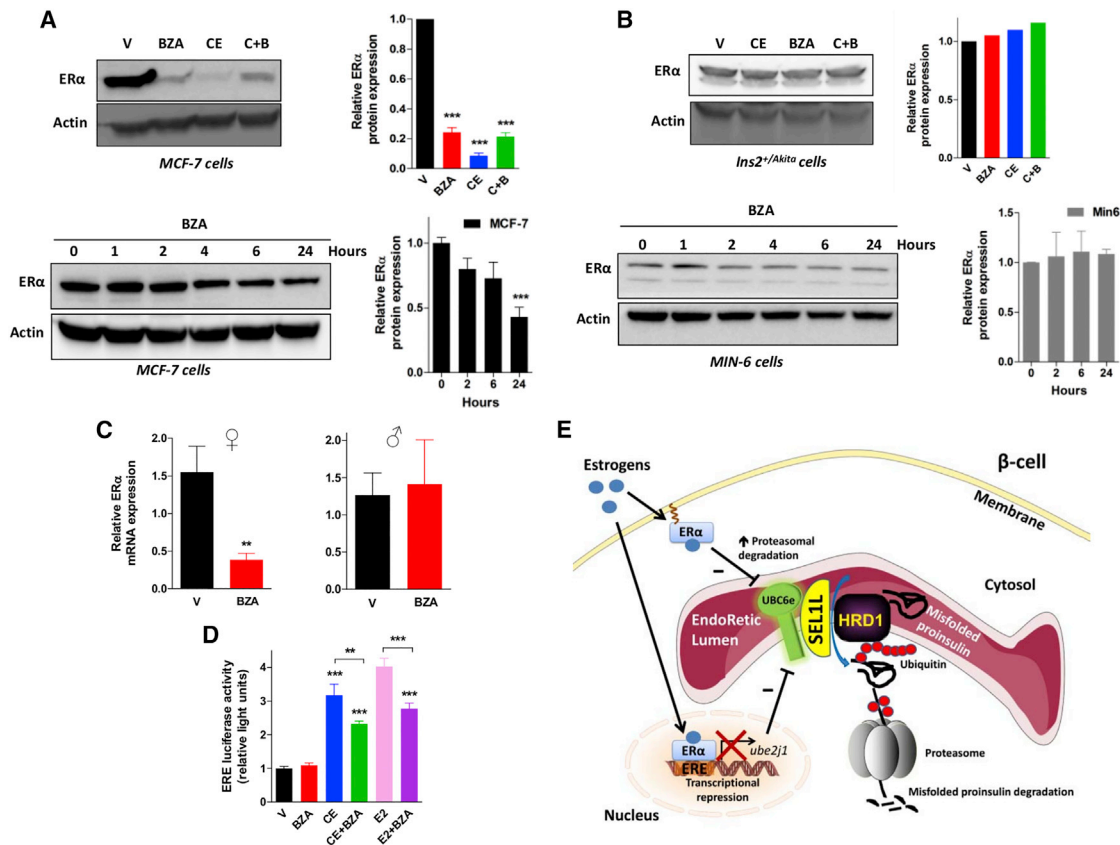 A
V BZA CE C+B
ERα
Actin
MCF-7 cells
Relative ERα
protein expression
1.0
0.8
0.6
0.4
0.2
0.0
***
***
***
V
BZA
CE
C+B
BZA
0 1 2 4 6 24 Hours
ERα
Actin
MCF-7 cells
Relative ERα
protein expression
MCF-7
1.0
0.5
0.0
***
0 2 6 24
Hours
B
V CE BZA C+B
ERα
Actin
Ins2+/Akita cells
Relative ERα
protein expression
1.0
0.5
0.0
V
BZA
CE
C+B
BZA
0 1 2 4 6 24 Hours
ERα
Actin
MIN-6 cells
Relative ERα
protein expression
Min6
1.5
1.0
0.5
0.0
0 2 6 24
Hours
C
♀
Relative ERα
mRNA expression
2.0
1.5
1.0
0.5
0.0
**
V BZA
♂
2.0
1.5
1.0
0.5
0.0
V BZA
D
ERE luciferase activity
(relative light units)
5
4
3
2
1
0
***
**
***
***
***
V
BZA
CE
CE+BZA
E2
E2+BZA
E
Estrogens
β-cell
Membrane
ERα
Proteasomal
degradation
−
Cytosol
UBC6e
SEL1L
HRD1
EndoRetic
Lumen
Misfolded
proinsulin
Ubiquitin
−
ERα
ube2j1
ERE
Transcriptional
repression
Nucleus
Proteasome
Misfolded proinsulin degradation